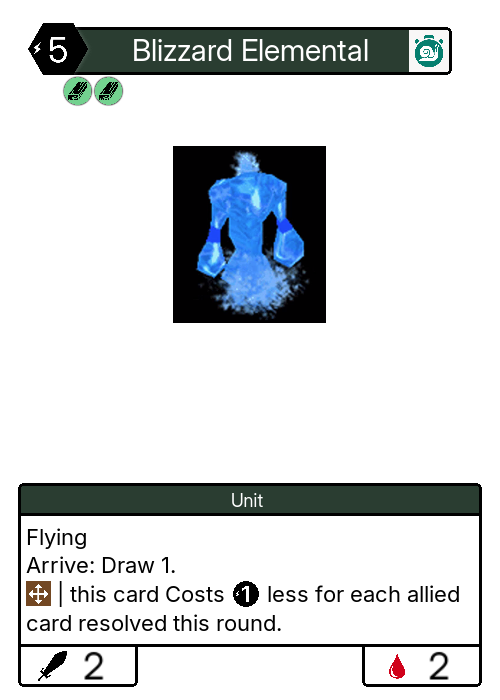 5 Blizzard Elemental
Unit
Flying
Arrive: Draw 1.
| this card Costs 1 less for each allied
card resolved this round.
2 2